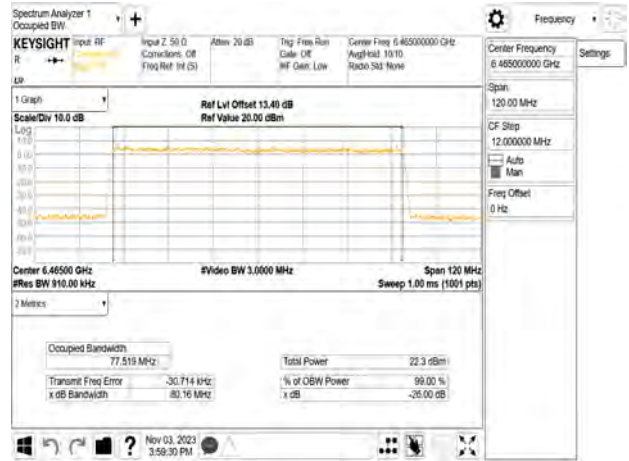 Spectrum Analyzer 1
Occupied BW
+
Frequency
KEYSIGHT Input: RF
Input Z: 50 Ω
Atten: 20 dB
Trig: Free Run
Center Freq: 6.465000000 GHz
Corrections: Off
Gate: Off
Avg|Hold: 10/10
Freq Ref: Int (S)
#IF Gain: Low
Radio Std: None
1 Graph
Scale/Div 10.0 dB
Ref Lvl Offset 13.40 dB
Ref Value 20.00 dBm
Log
Center 6.46500 GHz
#Video BW 3.0000 MHz
Span 120 MHz
#Res BW 910.00 kHz
Sweep 1.00 ms (1001 pts)
2 Metrics
Occupied Bandwidth
77.519 MHz
Total Power
22.3 dBm
Transmit Freq Error
-30.714 kHz
% of OBW Power
99.00 %
x dB Bandwidth
80.16 MHz
x dB
-26.00 dB
?
Nov 03, 2023
3:59:30 PM
Center Frequency
6.465000000 GHz
Settings
Span
120.00 MHz
CF Step
12.000000 MHz
Auto
Man
Freq Offset
0 Hz